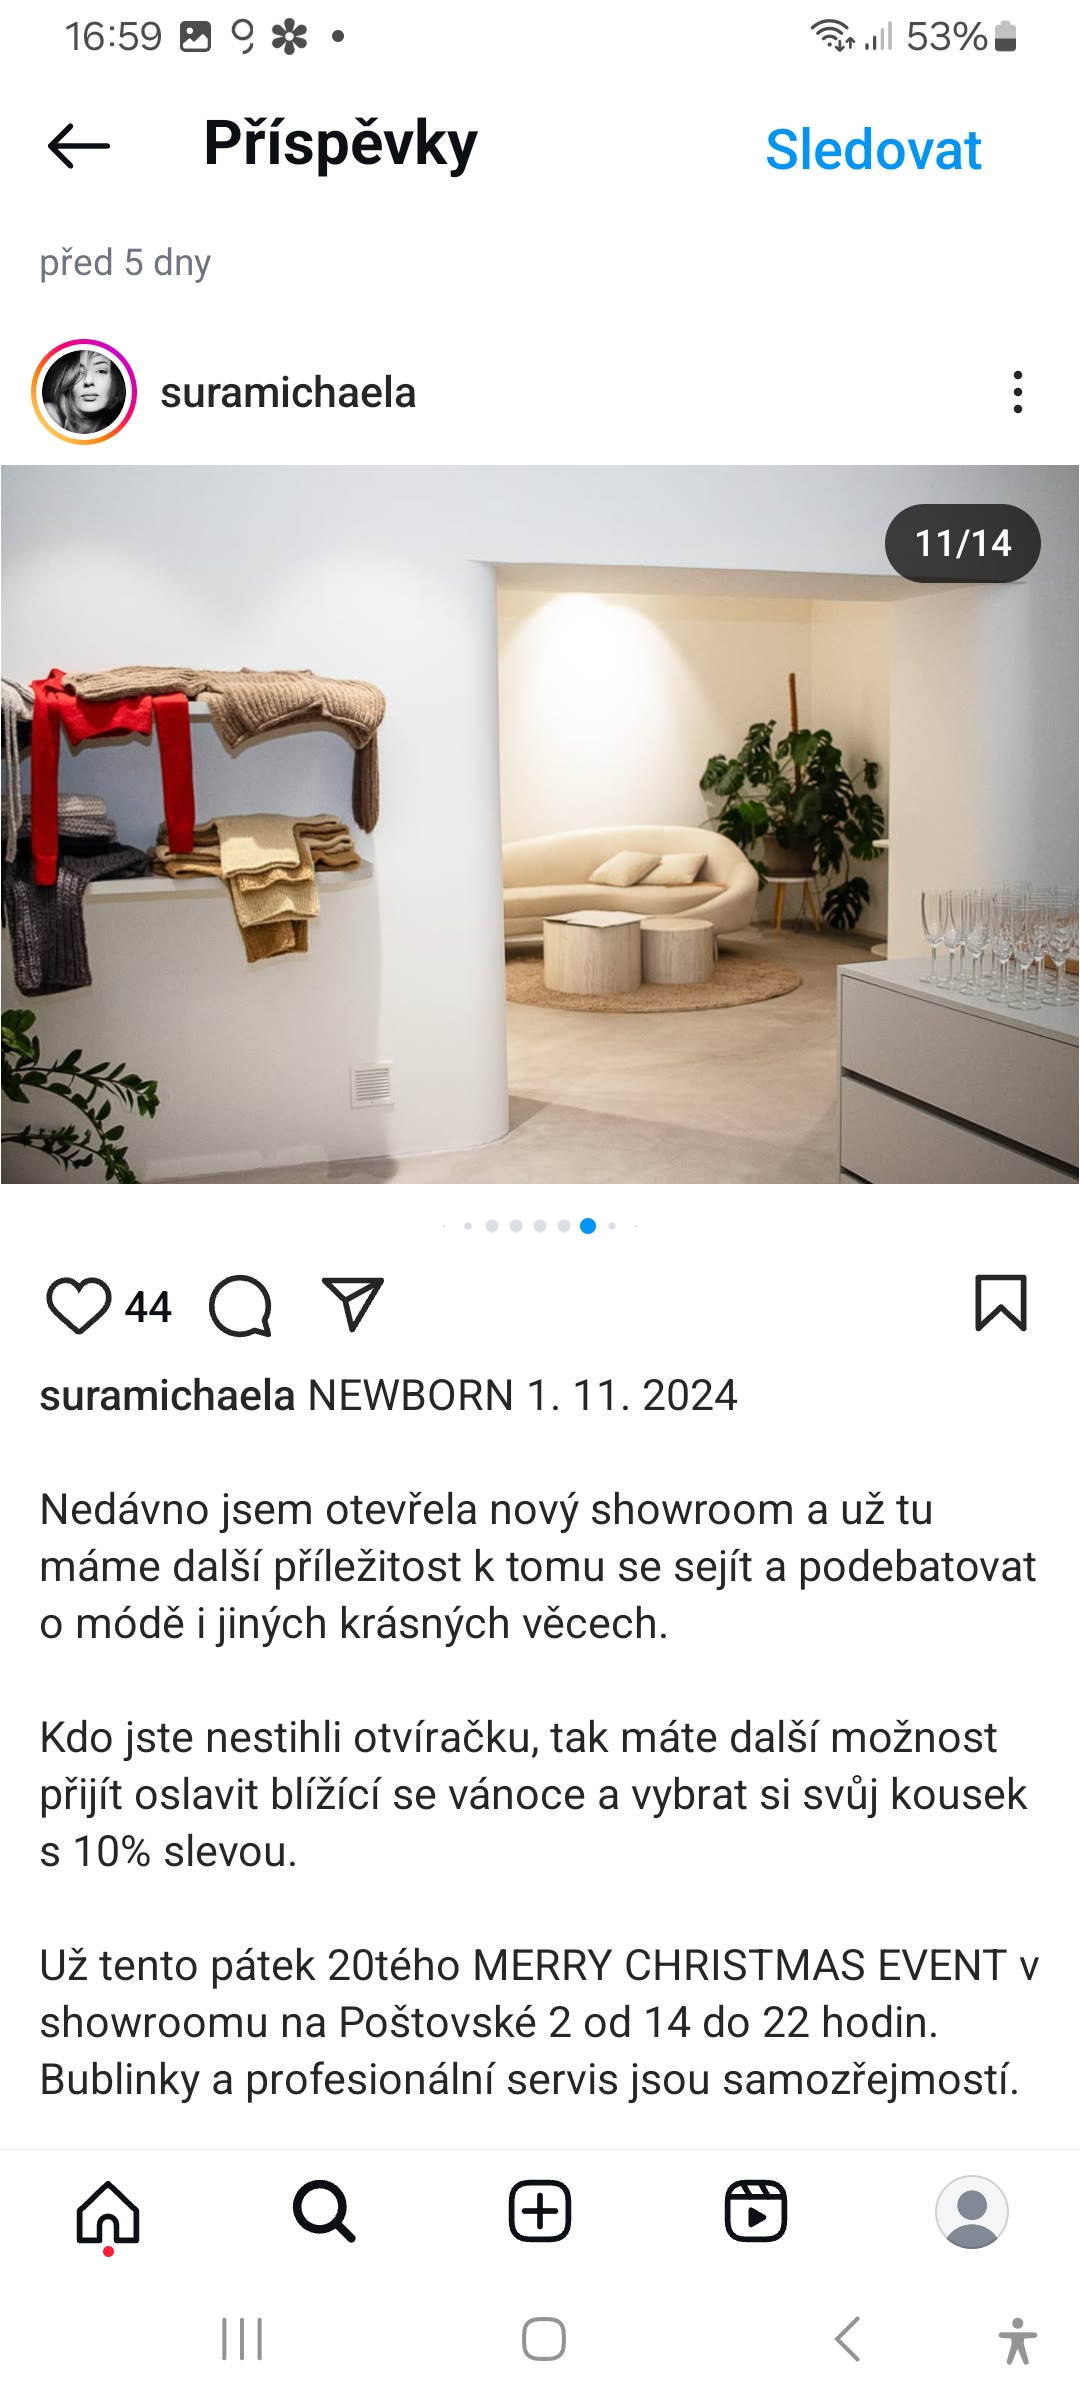 16:59
53%
Příspěvky
Sledovat
před 5 dny
suramichaela
11/14
44
suramichaela NEWBORN 1. 11. 2024
Nedávno jsem otevřela nový showroom a už tu
máme další příležitost k tomu se sejít a podebatovat
o módě i jiných krásných věcech.
Kdo jste nestihli otvíračku, tak máte další možnost
přijít oslavit blížící se vánoce a vybrat si svůj kousek
s 10% slevou.
Už tento pátek 20tého MERRY CHRISTMAS EVENT v
showroomu na Poštovské 2 od 14 do 22 hodin.
Bublinky a profesionální servis jsou samozřejmostí.